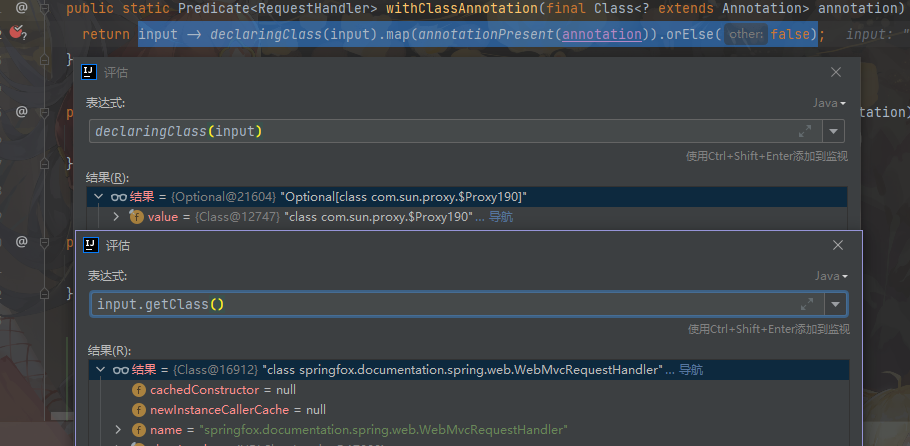 public static Predicate<RequestHandler> withClassAnnotation(final Class<? extends Annotation> annotation)
return input -> declaringClass(input).map(annotationPresent(annotation)).orElse( other: false); input: "
}
评估
表达式:
Java
declaringClass(input)
使用Ctrl+Shift+Enter添加到监视
结果(R):
结果 = {Optional@21604} "Optional[class com.sun.proxy.$Proxy190]"
value = {Class@12747} "class com.sun.proxy.$Proxy190"... 导航
评估
表达式:
Java
input.getClass()
使用Ctrl+Shift+Enter添加到监视
结果(R):
结果 = {Class@16912} "class springfox.documentation.spring.web.WebMvcRequestHandler"... 导航
cachedConstructor = null
newInstanceCallerCache = null
name = "springfox.documentation.spring.web.WebMvcRequestHandler"